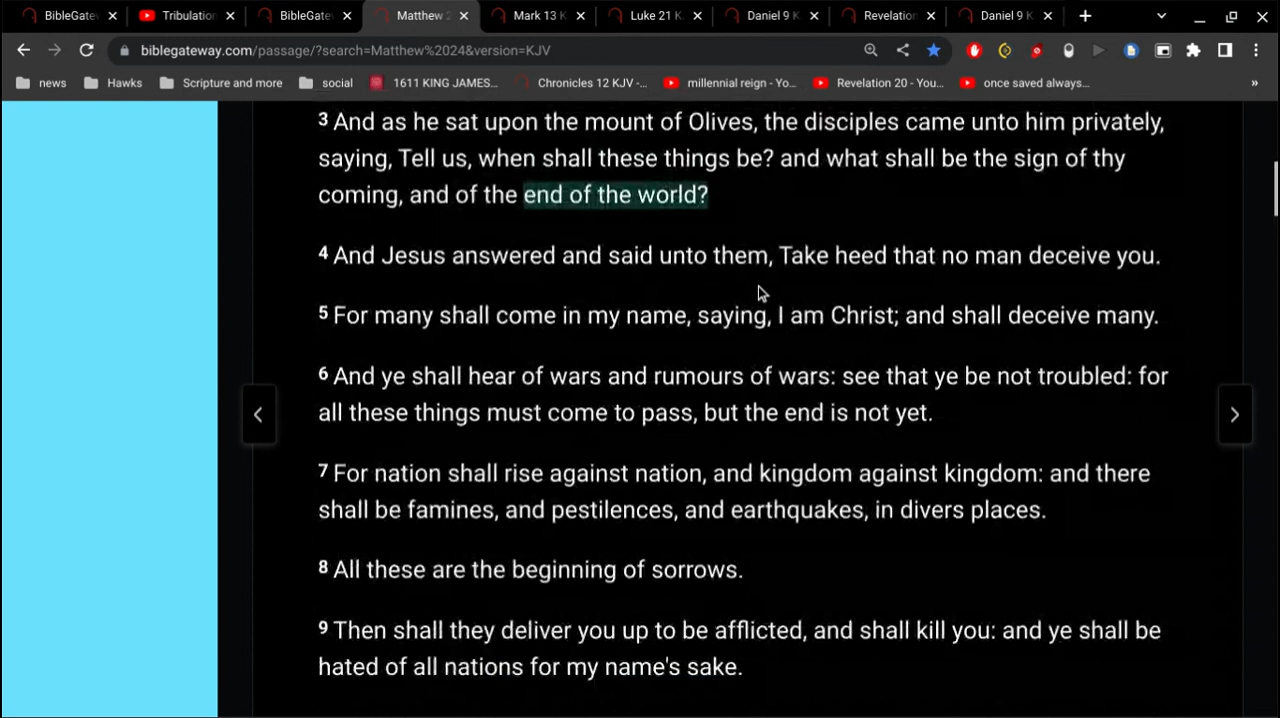 BibleGate
Tribulation
BibleGate
Matthew 2
Mark 13 K
Luke 21 K
Daniel 9 K
Revelation
Daniel 9 K
biblegateway.com/passage/?search=Matthew%2024&version=KJV
news
Hawks
Scripture and more
social
1611 KING JAMES...
Chronicles 12 KJV -...
millennial reign - Yo...
Revelation 20 - You...
once saved always...
»
3 And as he sat upon the mount of Olives, the disciples came unto him privately,
saying, Tell us, when shall these things be? and what shall be the sign of thy
coming, and of the end of the world?
4 And Jesus answered and said unto them, Take heed that no man deceive you.
5 For many shall come in my name, saying, I am Christ; and shall deceive many.
6 And ye shall hear of wars and rumours of wars: see that ye be not troubled: for
all these things must come to pass, but the end is not yet.
7 For nation shall rise against nation, and kingdom against kingdom: and there
shall be famines, and pestilences, and earthquakes, in divers places.
8 All these are the beginning of sorrows.
9 Then shall they deliver you up to be afflicted, and shall kill you: and ye shall be
hated of all nations for my name's sake.